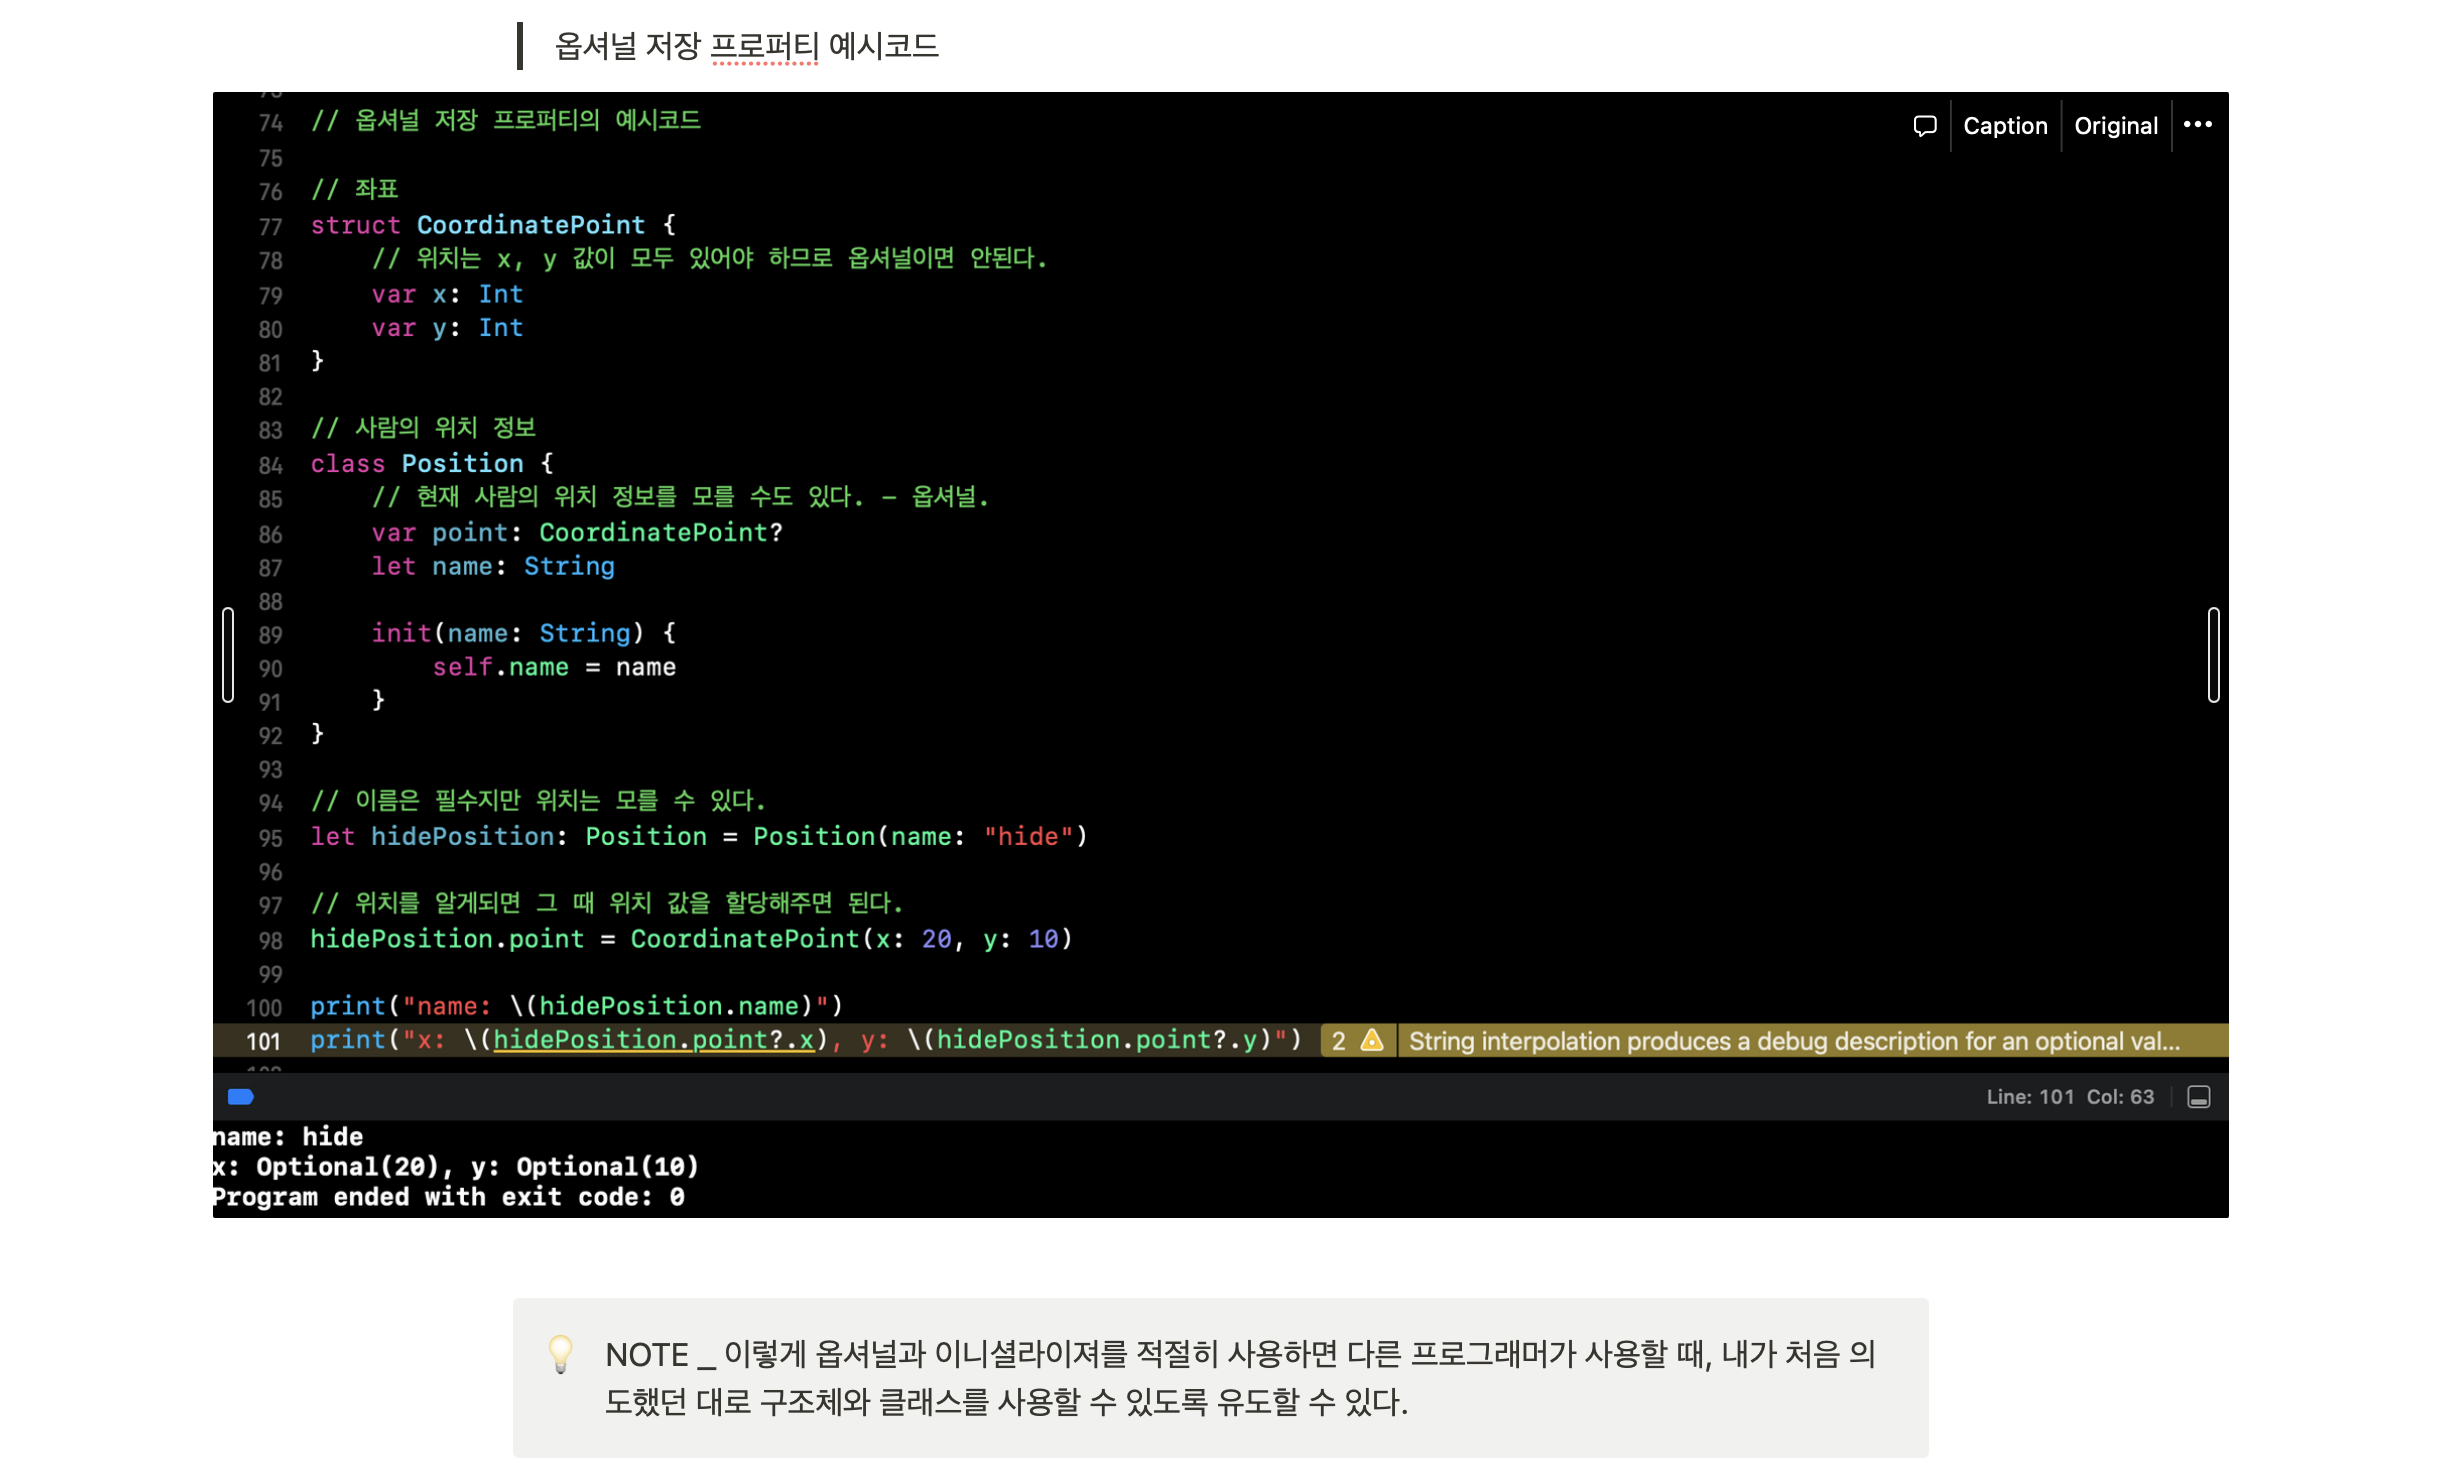 옵셔널 저장 프로퍼티 예시코드
Caption Original •••
74 // 옵셔널 저장 프로퍼티의 예시코드
75
76 // 좌표
77 struct CoordinatePoint {
78     // 위치는 x, y 값이 모두 있어야 하므로 옵셔널이면 안된다.
79     var x: Int
80     var y: Int
81 }
82
83 // 사람의 위치 정보
84 class Position {
85     // 현재 사람의 위치 정보를 모를 수도 있다. – 옵셔널.
86     var point: CoordinatePoint?
87     let name: String
88
89     init(name: String) {
90         self.name = name
91     }
92 }
93
94 // 이름은 필수지만 위치는 모를 수 있다.
95 let hidePosition: Position = Position(name: "hide")
96
97 // 위치를 알게되면 그 때 위치 값을 할당해주면 된다.
98 hidePosition.point = CoordinatePoint(x: 20, y: 10)
99
100 print("name: \(hidePosition.name)")
101 print("x: \(hidePosition.point?.x), y: \(hidePosition.point?.y)") 2 String interpolation produces a debug description for an optional val...
Line: 101 Col: 63
name: hide
x: Optional(20), y: Optional(10)
Program ended with exit code: 0
NOTE _ 이렇게 옵셔널과 이니셜라이져를 적절히 사용하면 다른 프로그래머가 사용할 때, 내가 처음 의
도했던 대로 구조체와 클래스를 사용할 수 있도록 유도할 수 있다.